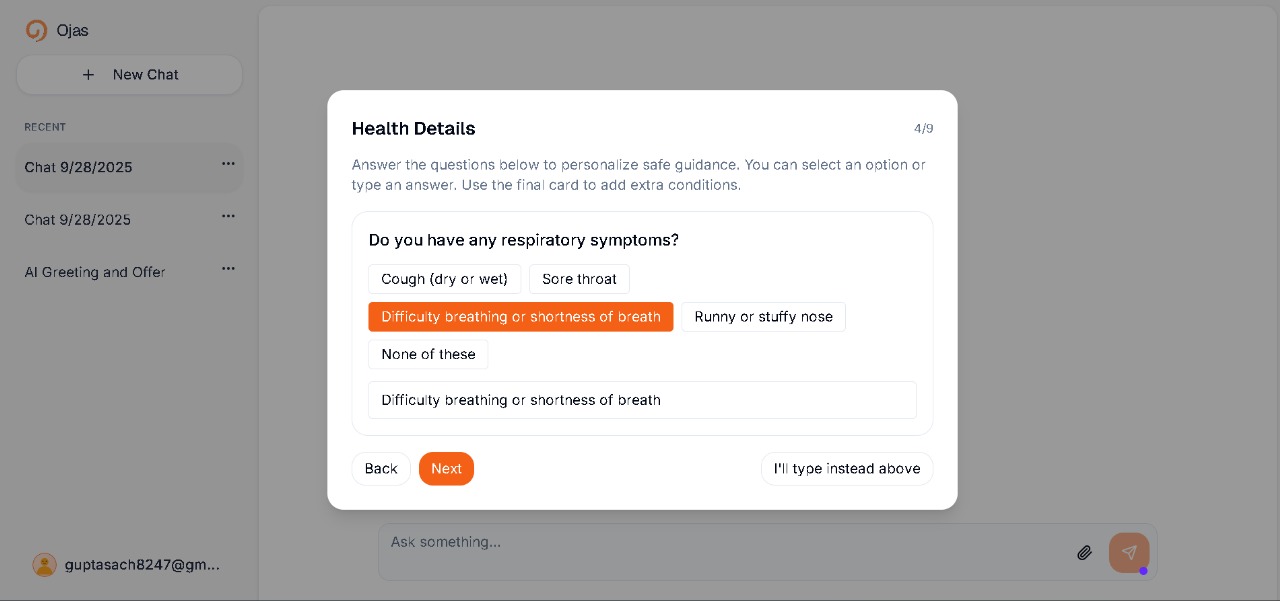 Ojas
+ New Chat
RECENT
Chat 9/28/2025 ...
Chat 9/28/2025 ...
AI Greeting and Offer ...
guptasach8247@gm...
Health Details 4/9
Answer the questions below to personalize safe guidance. You can select an option or
type an answer. Use the final card to add extra conditions.
Do you have any respiratory symptoms?
Cough (dry or wet) Sore throat
Difficulty breathing or shortness of breath Runny or stuffy nose
None of these
Difficulty breathing or shortness of breath
Back Next I'll type instead above
Ask something...